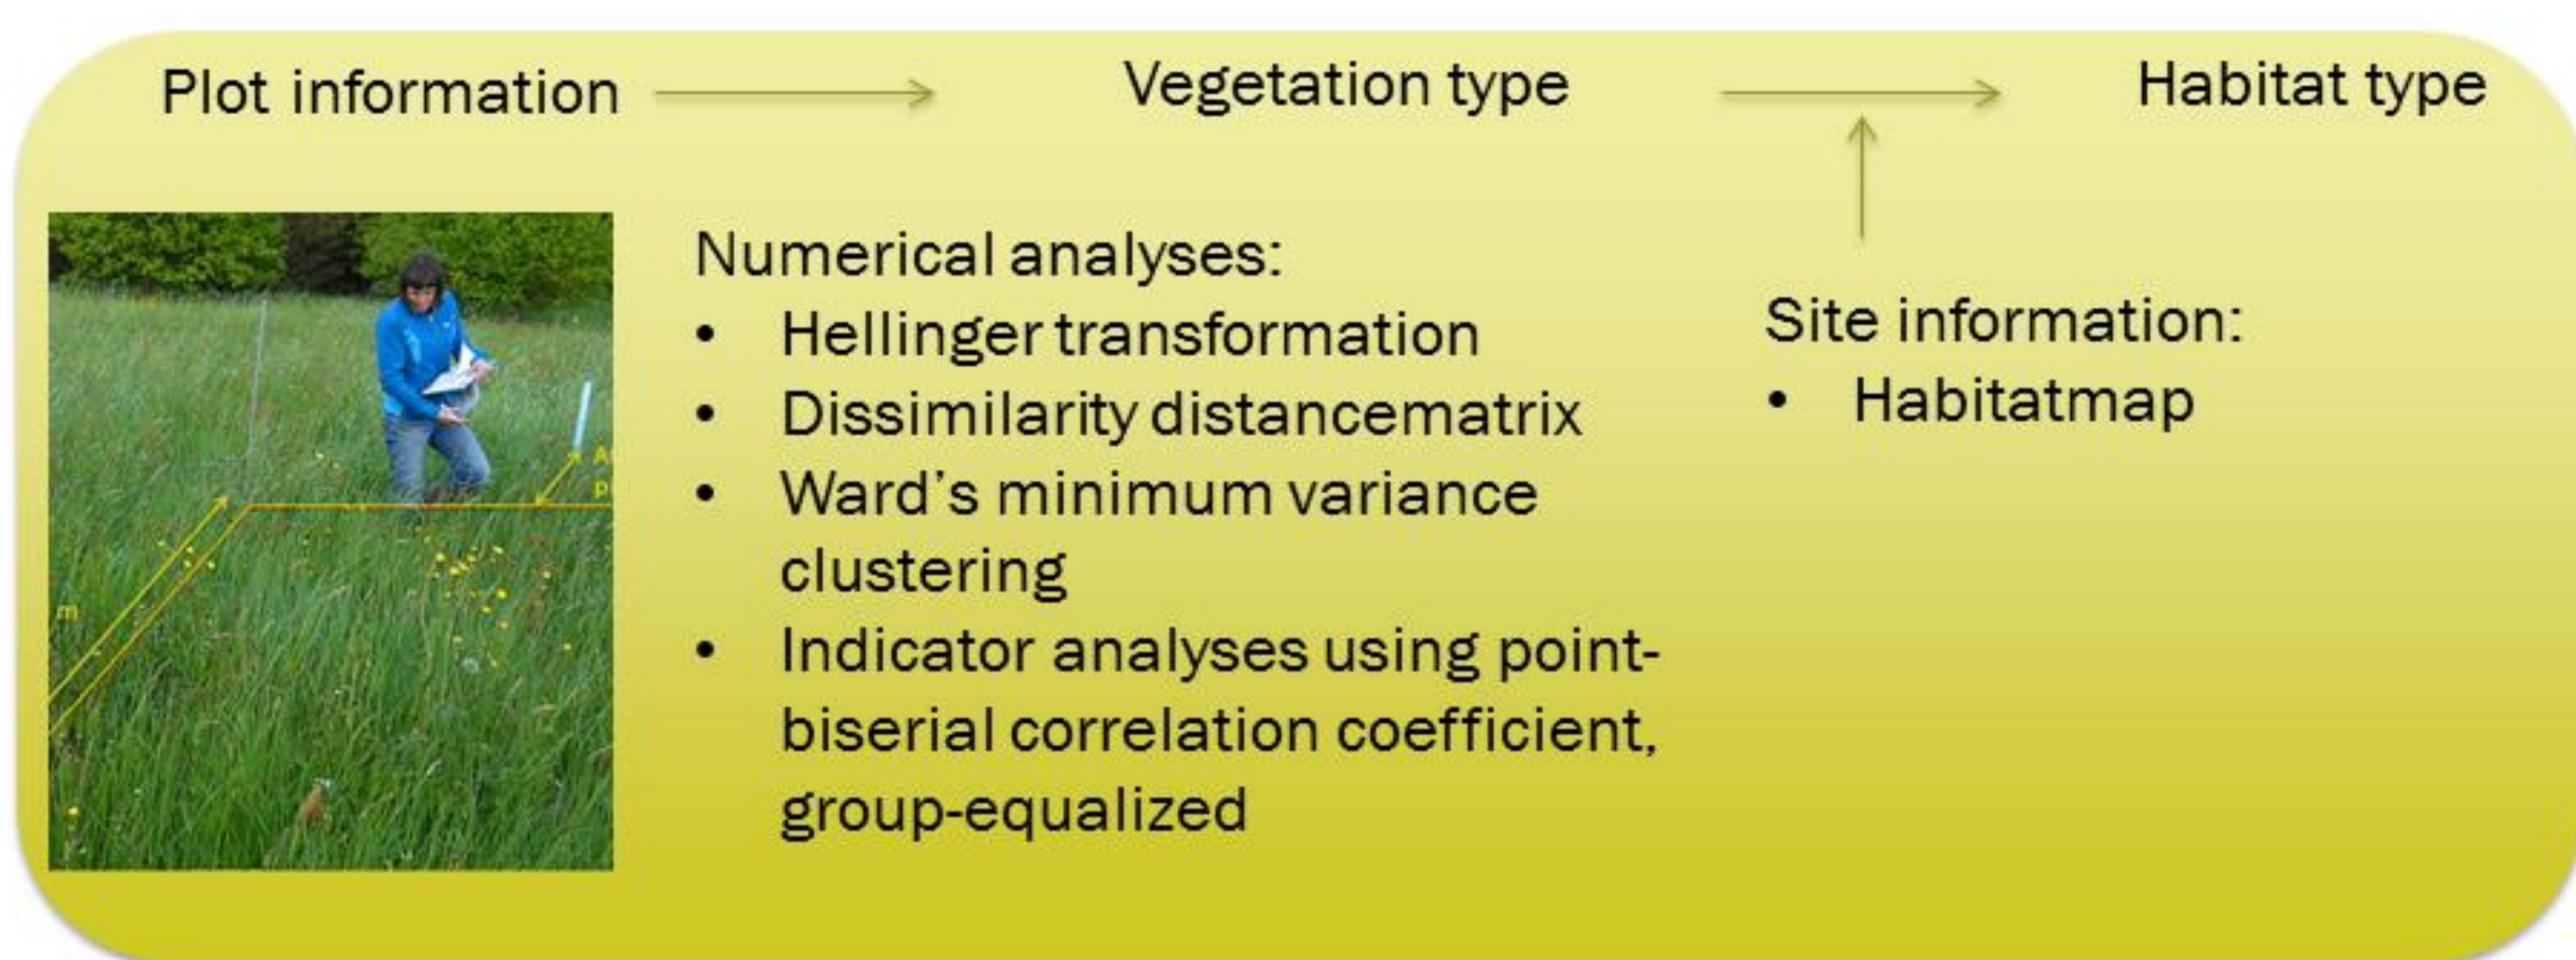 Plot information
Vegetation type
Habitat type
Numerical analyses:
• Hellinger transformation
• Dissimilarity distancematrix
• Ward’s minimum variance
clustering
• Indicator analyses using point-
biserial correlation coefficient,
group-equalized
Site information:
• Habitatmap
m